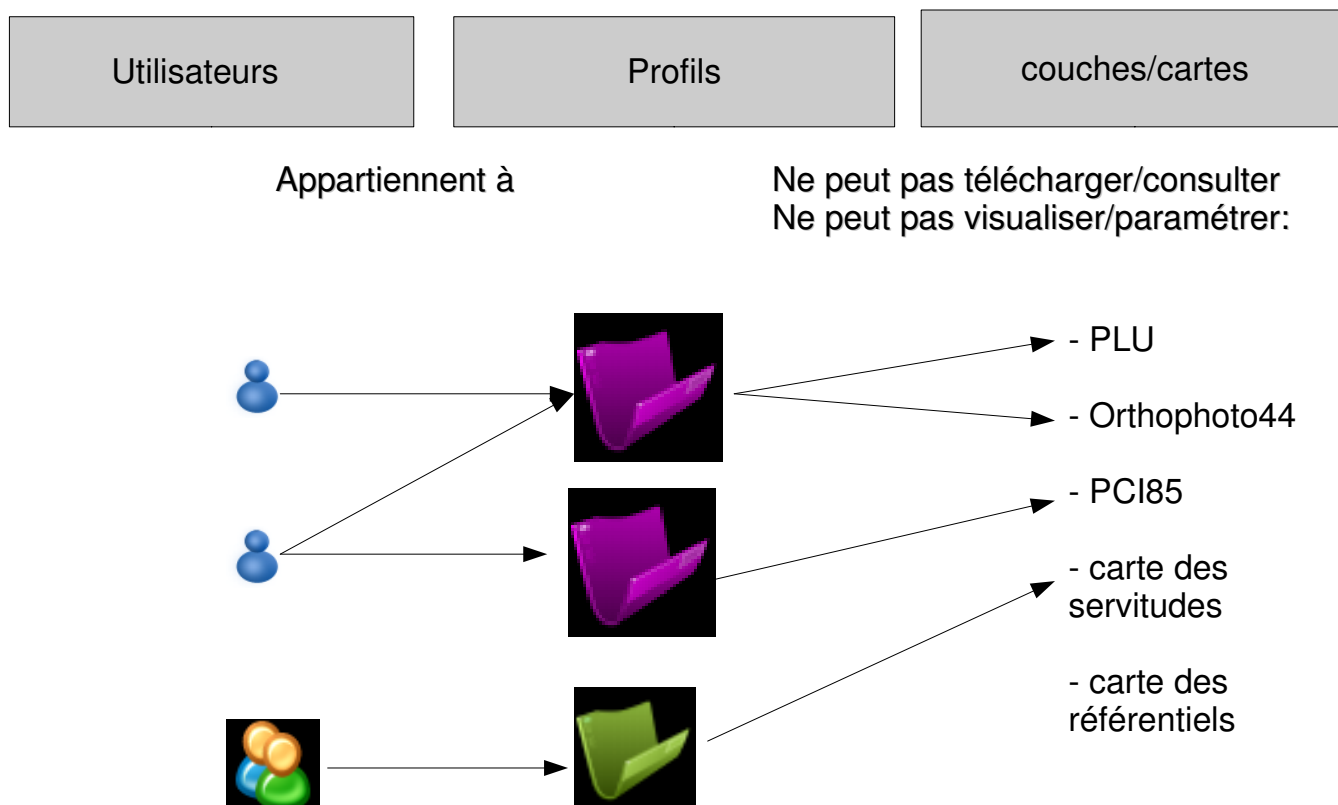 Utilisateurs
Profils
couches/cartes
Appartiennent à
Ne peut pas télécharger/consulter
Ne peut pas visualiser/paramétrer:
- PLU
- Orthophoto44
- PCI85
- carte des
servitudes
- carte des
référentiels